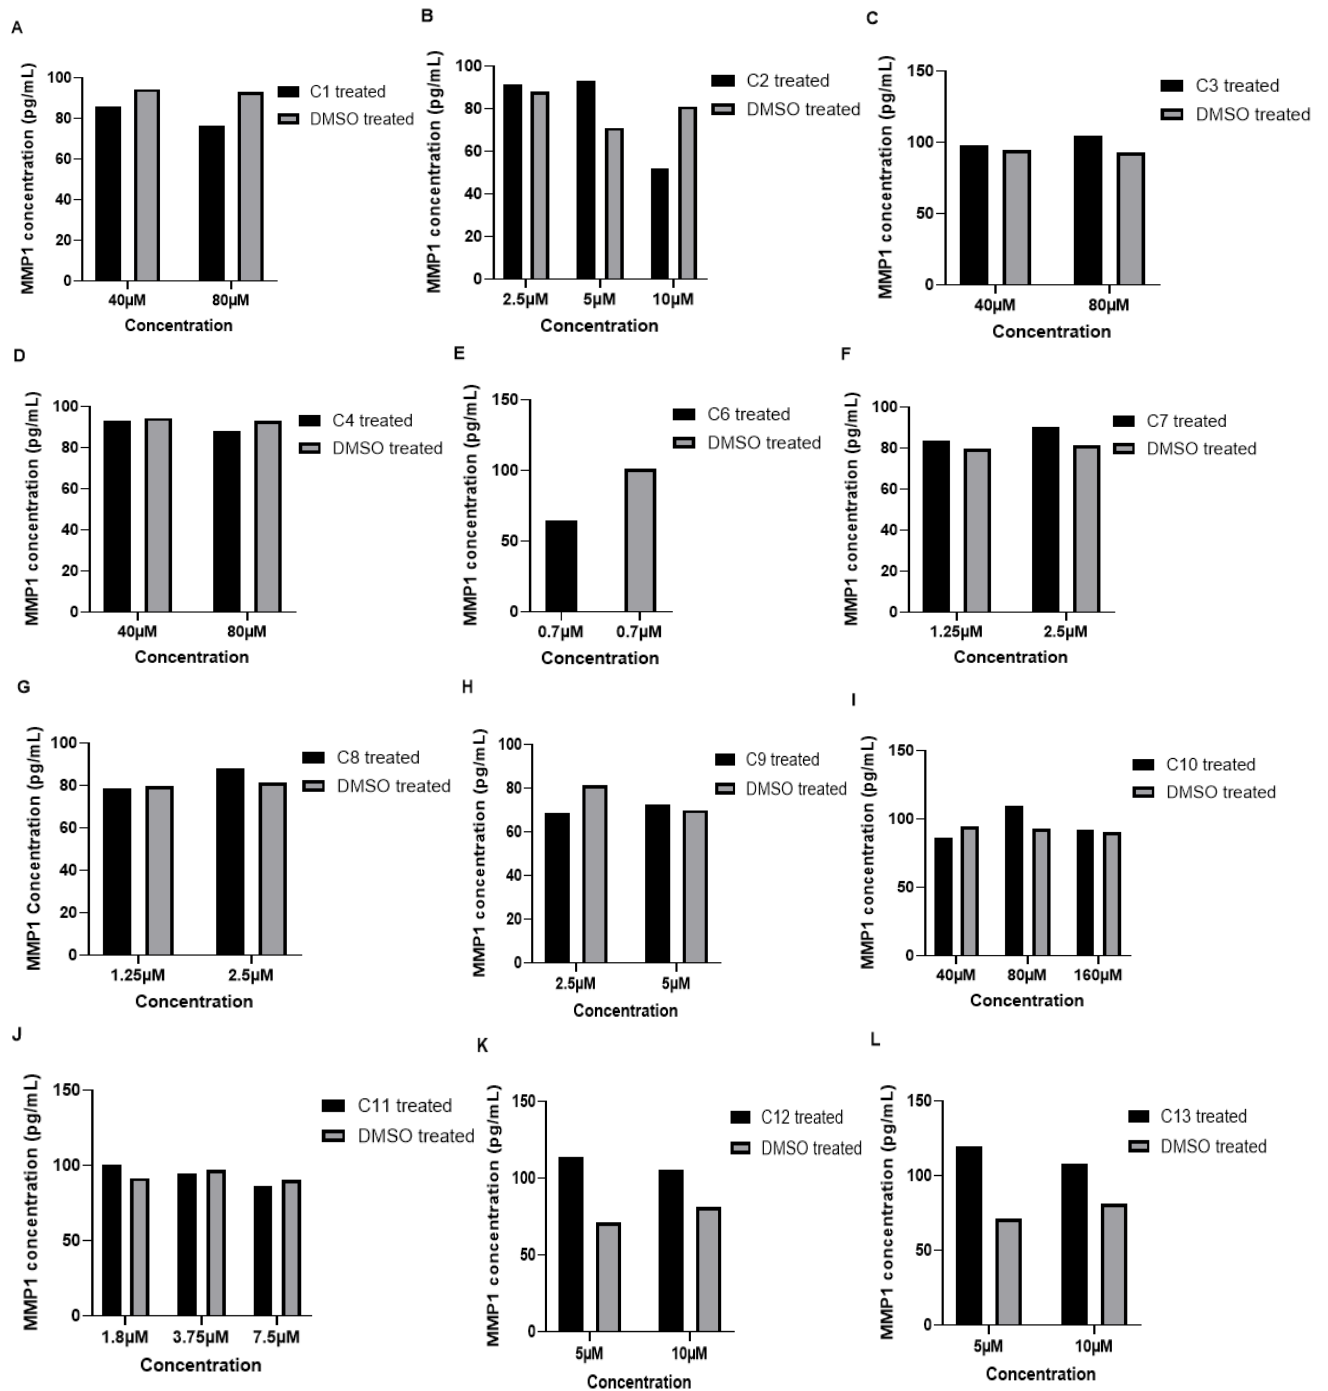 A
MMP1 concentration (pg/mL)
100
80
60
40
20
0
C1 treated
DMSO treated
40µM 80µM
Concentration
B
MMP1 concentration (pg/mL)
100
80
60
40
20
0
C2 treated
DMSO treated
2.5µM 5µM 10µM
Concentration
C
MMP1 concentration (pg/mL)
150
100
50
0
C3 treated
DMSO treated
40µM 80µM
Concentration
D
MMP1 concentration (pg/mL)
100
80
60
40
20
0
C4 treated
DMSO treated
40µM 80µM
Concentration
E
MMP1 concentration (pg/mL)
150
100
50
0
C6 treated
DMSO treated
0.7µM 0.7µM
Concentration
F
MMP1 concentration (pg/mL)
100
80
60
40
20
0
C7 treated
DMSO treated
1.25µM 2.5µM
Concentration
G
MMP1 Concentration (pg/mL)
100
80
60
40
20
0
C8 treated
DMSO treated
1.25µM 2.5µM
Concentration
H
MMP1 concentration (pg/mL)
100
80
60
40
20
0
C9 treated
DMSO treated
2.5µM 5µM
Concentration
I
MMP1 concentration (pg/mL)
150
100
50
0
C10 treated
DMSO treated
40µM 80µM 160µM
Concentration
J
MMP1 concentration (pg/mL)
150
100
50
0
C11 treated
DMSO treated
1.8µM 3.75µM 7.5µM
Concentration
K
MMP1 concentration (pg/mL)
150
100
50
0
C12 treated
DMSO treated
5µM 10µM
Concentration
L
MMP1 concentration (pg/mL)
150
100
50
0
C13 treated
DMSO treated
5µM 10µM
Concentration